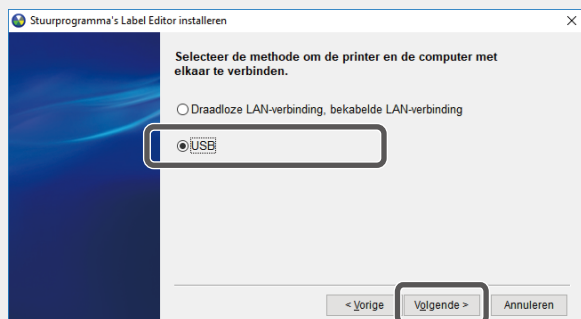 Stuurprogramma's Label Editor installeren
Selecteer de methode om de printer en de computer met
elkaar te verbinden.
Draadloze LAN-verbinding, bekabelde LAN-verbinding
USB
< Vorige
Volgende >
Annuleren